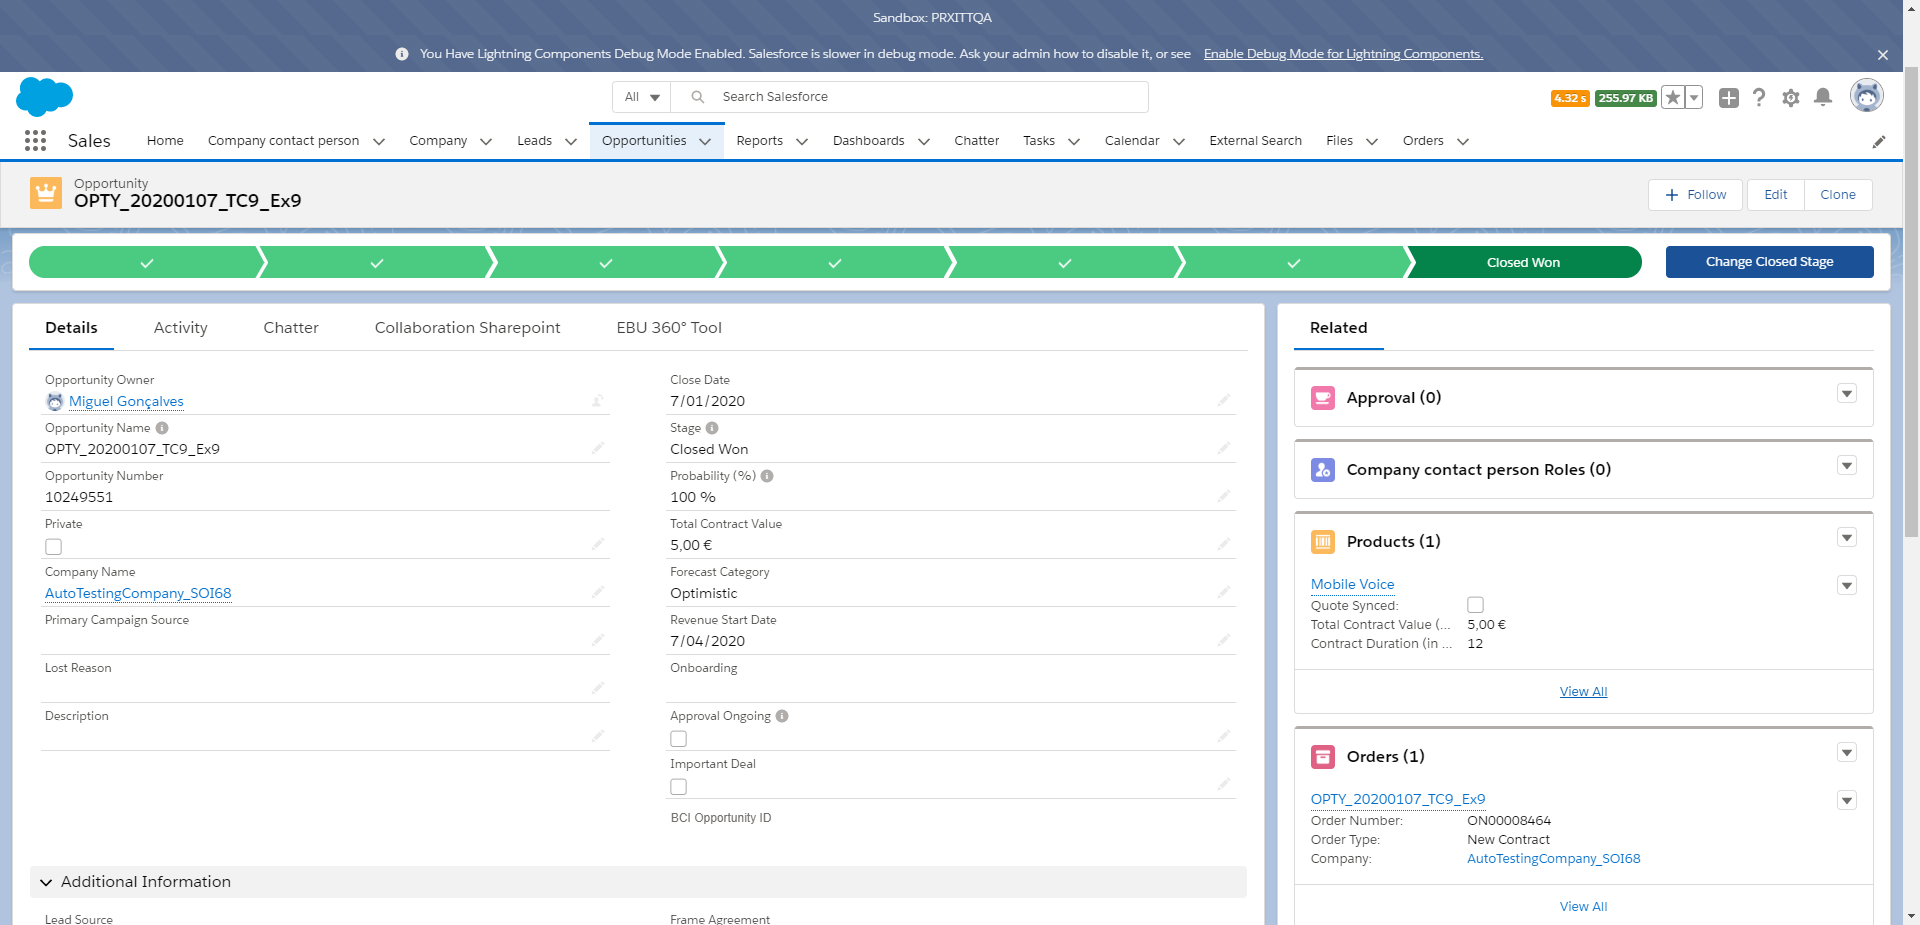 Sandbox: PRXITTQA
You Have Lightning Components Debug Mode Enabled. Salesforce is slower in debug mode. Ask your admin how to disable it, or see Enable Debug Mode for Lightning Components.
All Search Salesforce 4.32 s 255.97 KB
Sales Home Company contact person Company Leads Opportunities Reports Dashboards Chatter Tasks Calendar External Search Files Orders
Opportunity
OPTY_20200107_TC9_Ex9
Follow Edit Clone
Closed Won Change Closed Stage
Details Activity Chatter Collaboration Sharepoint EBU 360° Tool
Opportunity Owner
Miguel Gonçalves
Opportunity Name
OPTY_20200107_TC9_Ex9
Opportunity Number
10249551
Private
Company Name
AutoTestingCompany_SOI68
Primary Campaign Source
Lost Reason
Description
Close Date
7/01/2020
Stage
Closed Won
Probability (%)
100 %
Total Contract Value
5,00 €
Forecast Category
Optimistic
Revenue Start Date
7/04/2020
Onboarding
Approval Ongoing
Important Deal
BCI Opportunity ID
Additional Information
Lead Source
Frame Agreement
Related
Approval (0)
Company contact person Roles (0)
Products (1)
Mobile Voice
Quote Synced:
Total Contract Value (... 5,00 €
Contract Duration (in ... 12
View All
Orders (1)
OPTY_20200107_TC9_Ex9
Order Number: ON00008464
Order Type: New Contract
Company: AutoTestingCompany_SOI68
View All